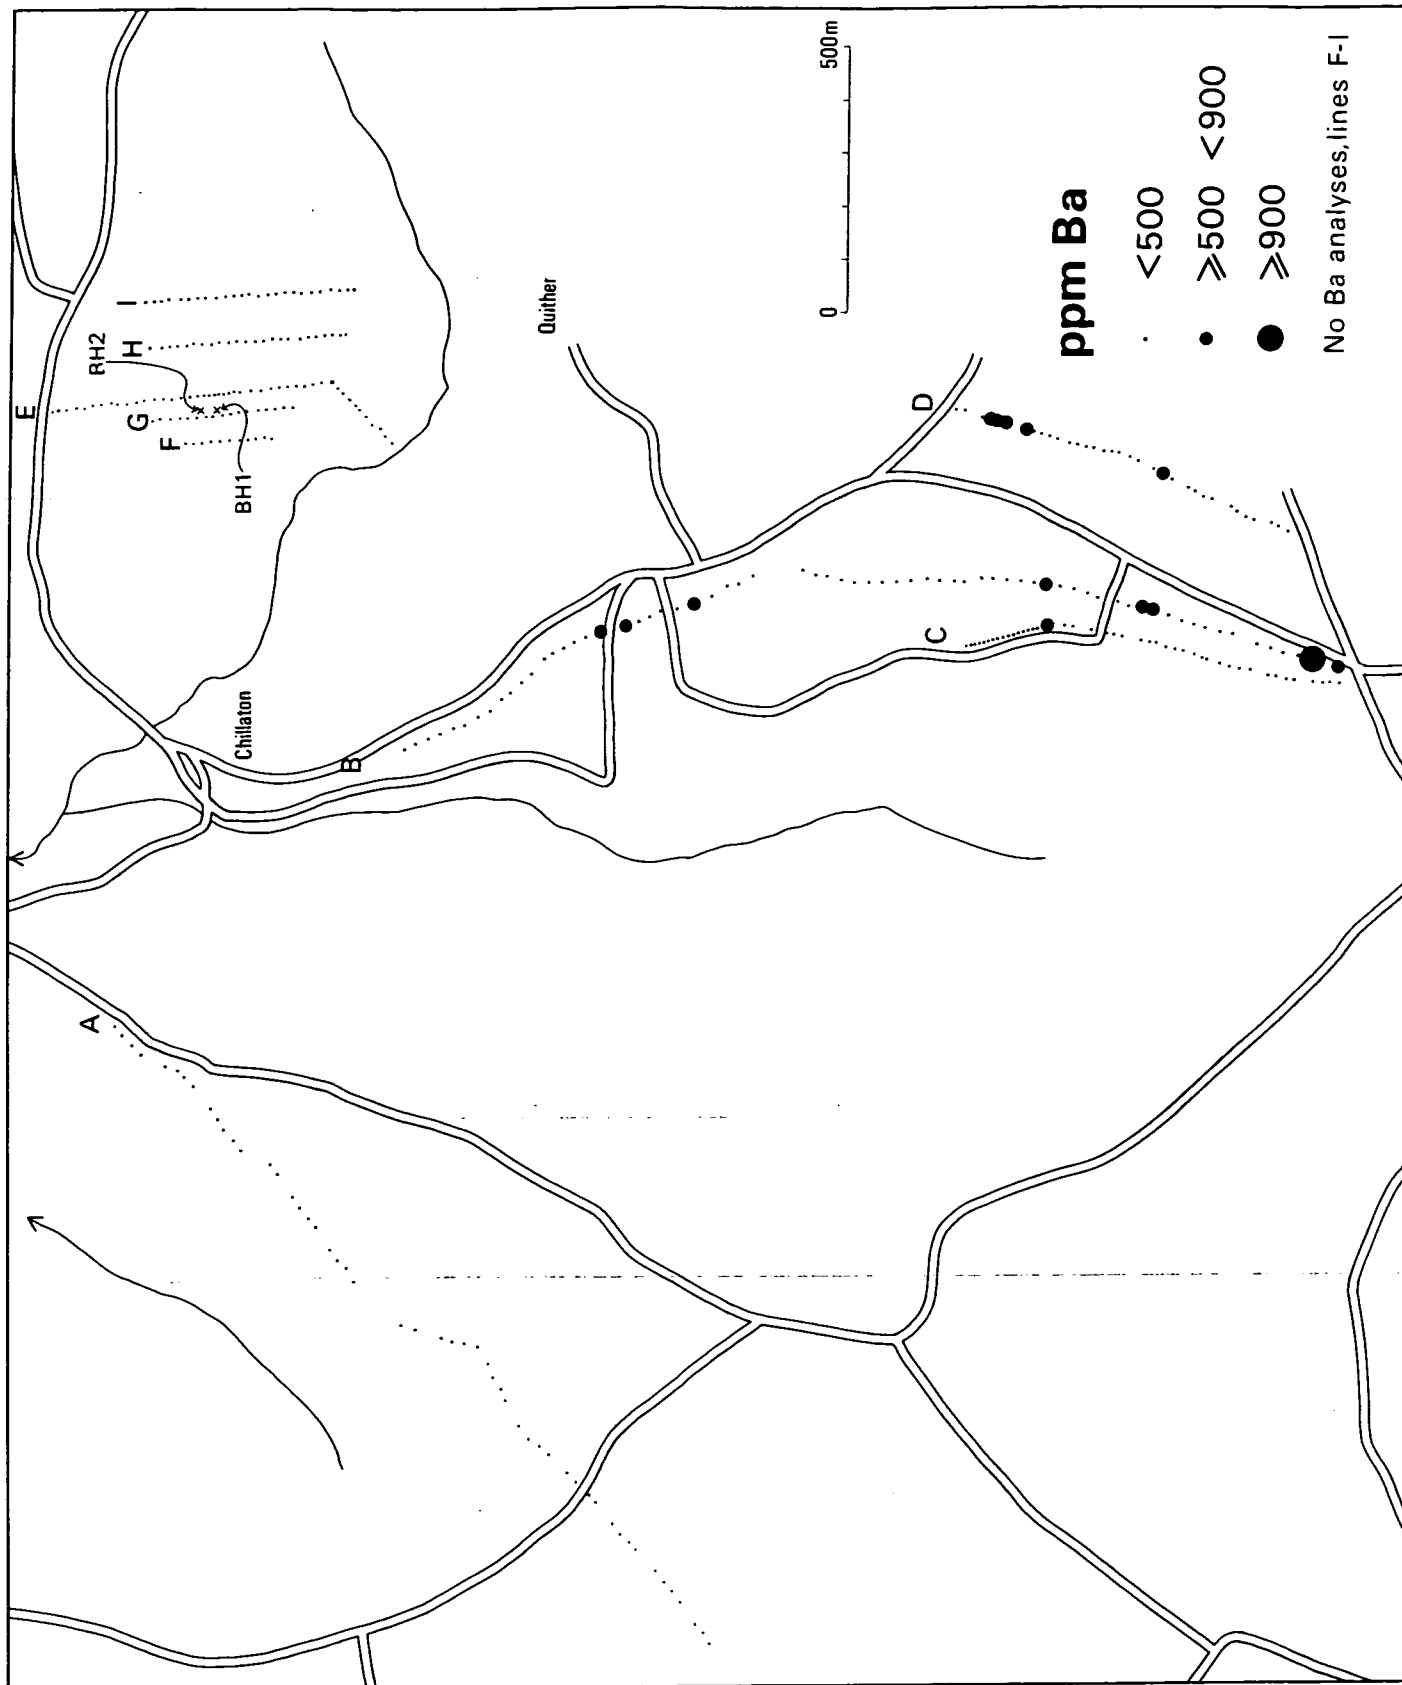 E
F
G
H
I
RH2
BH1
Chillaton
Quither
A
B
C
D
0 500m
ppm Ba
<500
⩾500 <900
⩾900
No Ba analyses, lines F-I